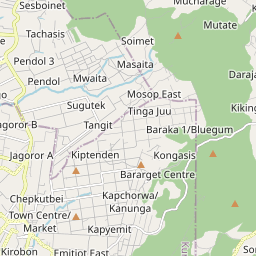 Sesboinet
Mucharage
Mutate
Tachasis
Soimet
Pendol 3
Masaita
Daraja
Mwaita
Pendol
Mosop East
Sugutek
Tinga Juu
Kiking
Jagoror B
Tangit
Baraka 1/Bluegum
Jagoror A
Kiptenden
Kongasis
Bararget Centre
Chepkutbei
Kapchorwa/
Kanunga
Town Centre/
Market
Kapyemit
Kirobon
Emitiot East